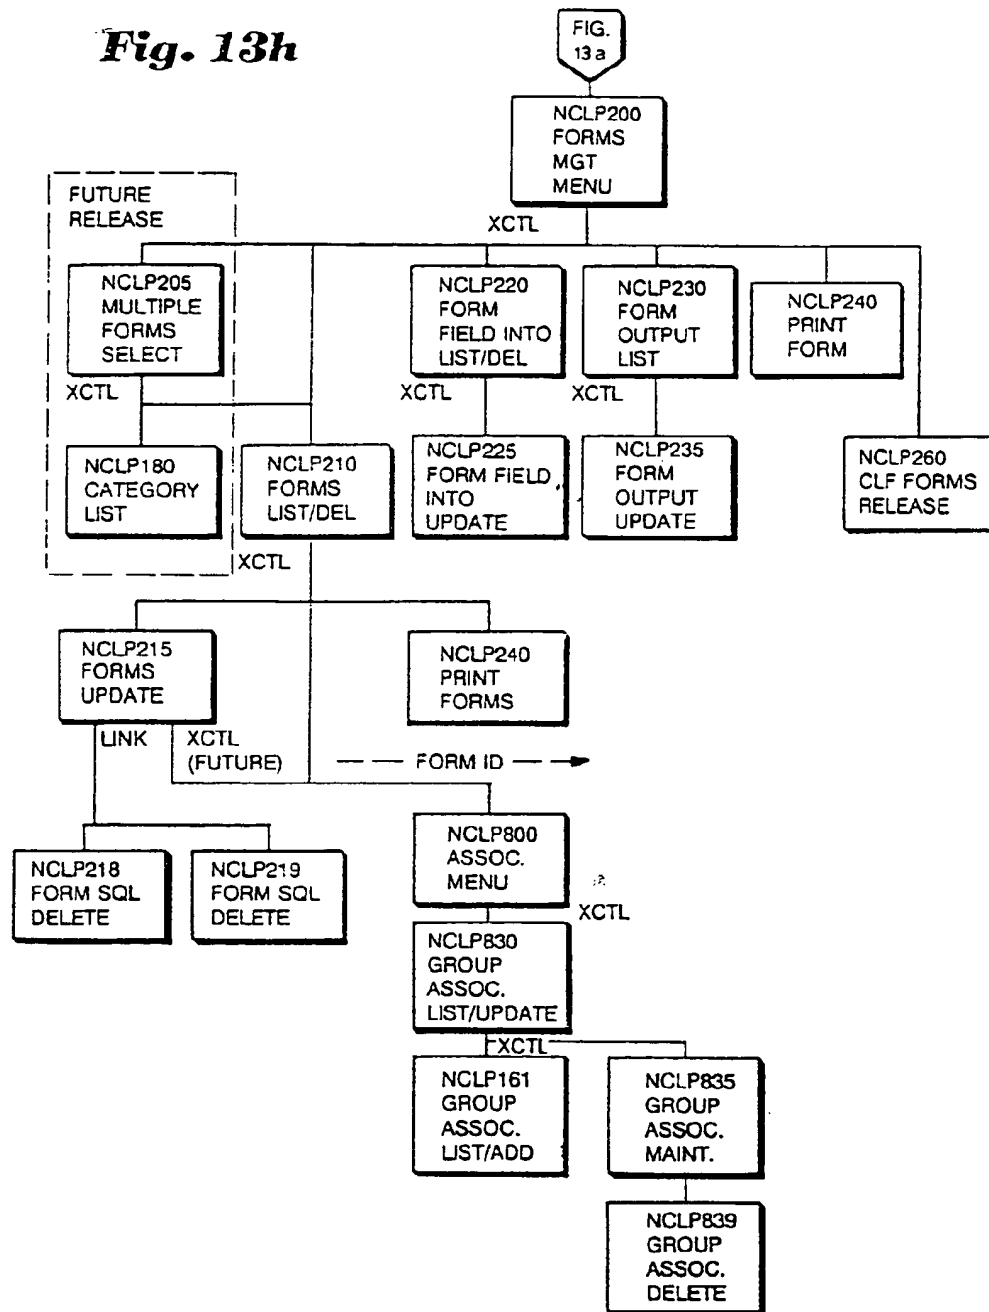 Fig. 13h
FIG.
13a
NCLP200
FORMS
MGT
MENU
XCTL
FUTURE
RELEASE
NCLP205
MULTIPLE
FORMS
SELECT
NCLP220
FORM
FIELD INTO
LIST/DEL
NCLP230
FORM
OUTPUT
LIST
NCLP240
PRINT
FORM
XCTL
XCTL
XCTL
NCLP180
CATEGORY
LIST
NCLP210
FORMS
LIST/DEL
NCLP225
FORM FIELD
INTO
UPDATE
NCLP235
FORM
OUTPUT
UPDATE
NCLP260
CLF FORMS
RELEASE
XCTL
NCLP215
FORMS
UPDATE
NCLP240
PRINT
FORMS
LINK
XCTL
(FUTURE)
FORM ID
NCLP218
FORM SQL
DELETE
NCLP219
FORM SQL
DELETE
NCLP800
ASSOC.
MENU
XCTL
NCLP830
GROUP
ASSOC.
LIST/UPDATE
XCTL
NCLP161
GROUP
ASSOC.
LIST/ADD
NCLP835
GROUP
ASSOC.
MAINT.
NCLP839
GROUP
ASSOC.
DELETE